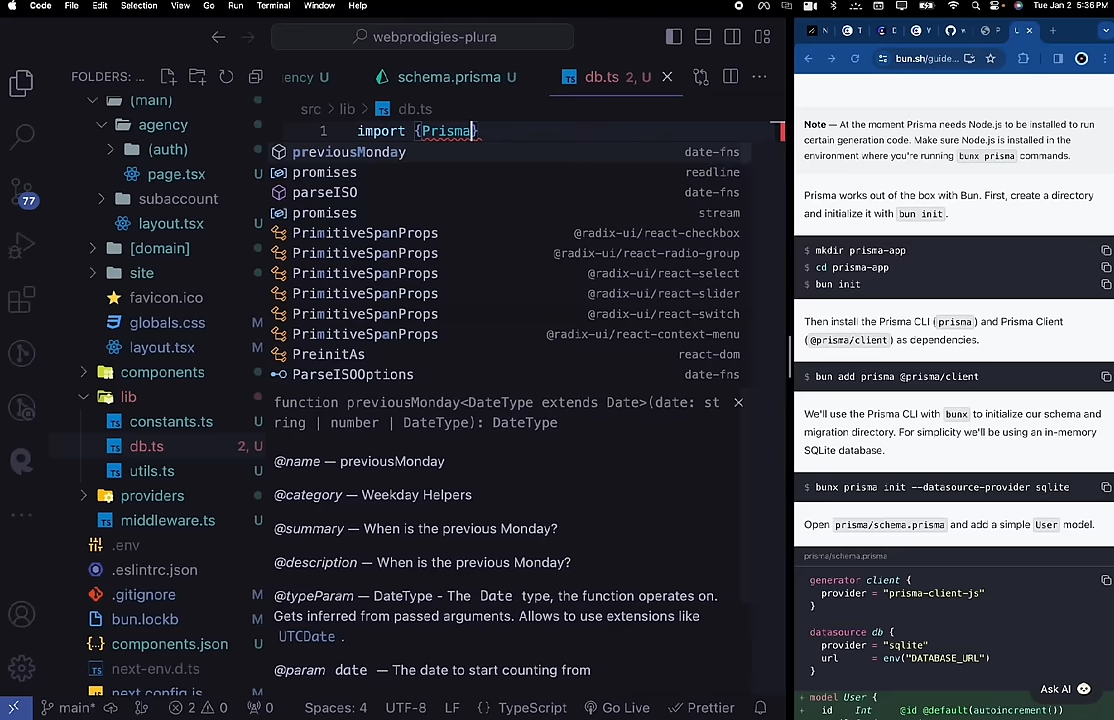 Code File Edit Selection View Go Run Terminal Window Help
Tue Jan 2 5:36 PM
webprodigies-plura
FOLDERS: ...
ency U
schema.prisma U
db.ts 2, U
src > lib > db.ts
(main)
agency
(auth)
page.tsx U
subaccount
layout.tsx U
[domain]
site
favicon.ico
globals.css M
layout.tsx M
components
lib
constants.ts U
db.ts 2, U
utils.ts U
providers
middleware.ts U
.env
.eslintrc.json
.gitignore M
bun.lockb U
components.json U
next-env.d.ts
next.config.js M
77
1 import {Prisma}
previousMonday date-fns
promises readline
parseISO date-fns
promises stream
PrimitiveSpanProps @radix-ui/react-checkbox
PrimitiveSpanProps @radix-ui/react-radio-group
PrimitiveSpanProps @radix-ui/react-select
PrimitiveSpanProps @radix-ui/react-slider
PrimitiveSpanProps @radix-ui/react-switch
PrimitiveSpanProps @radix-ui/react-context-menu
PreinitAs react-dom
ParseISOOptions date-fns
function previousMonday<DateType extends Date>(date: st
ring | number | DateType): DateType
@name — previousMonday
@category — Weekday Helpers
@summary — When is the previous Monday?
@description — When is the previous Monday?
@typeParam — DateType - The Date type, the function operates on.
Gets inferred from passed arguments. Allows to use extensions like
UTCDate .
@param date — The date to start counting from
main* 2 0 0 Spaces: 4 UTF-8 LF {} TypeScript Go Live Prettier
bun.sh/guide...
Note — At the moment Prisma needs Node.js to be installed to run
certain generation code. Make sure Node.js is installed in the
environment where you're running bunx prisma commands.
Prisma works out of the box with Bun. First, create a directory
and initialize it with bun init.
$ mkdir prisma-app
$ cd prisma-app
$ bun init
Then install the Prisma CLI (prisma) and Prisma Client
(@prisma/client) as dependencies.
$ bun add prisma @prisma/client
We'll use the Prisma CLI with bunx to initialize our schema and
migration directory. For simplicity we'll be using an in-memory
SQLite database.
$ bunx prisma init --datasource-provider sqlite
Open prisma/schema.prisma and add a simple User model.
prisma/schema.prisma
generator client {
provider = "prisma-client-js"
}
datasource db {
provider = "sqlite"
url = env("DATABASE_URL")
}
Ask AI
+ model User {
+ id Int @id @default(autoincrement())